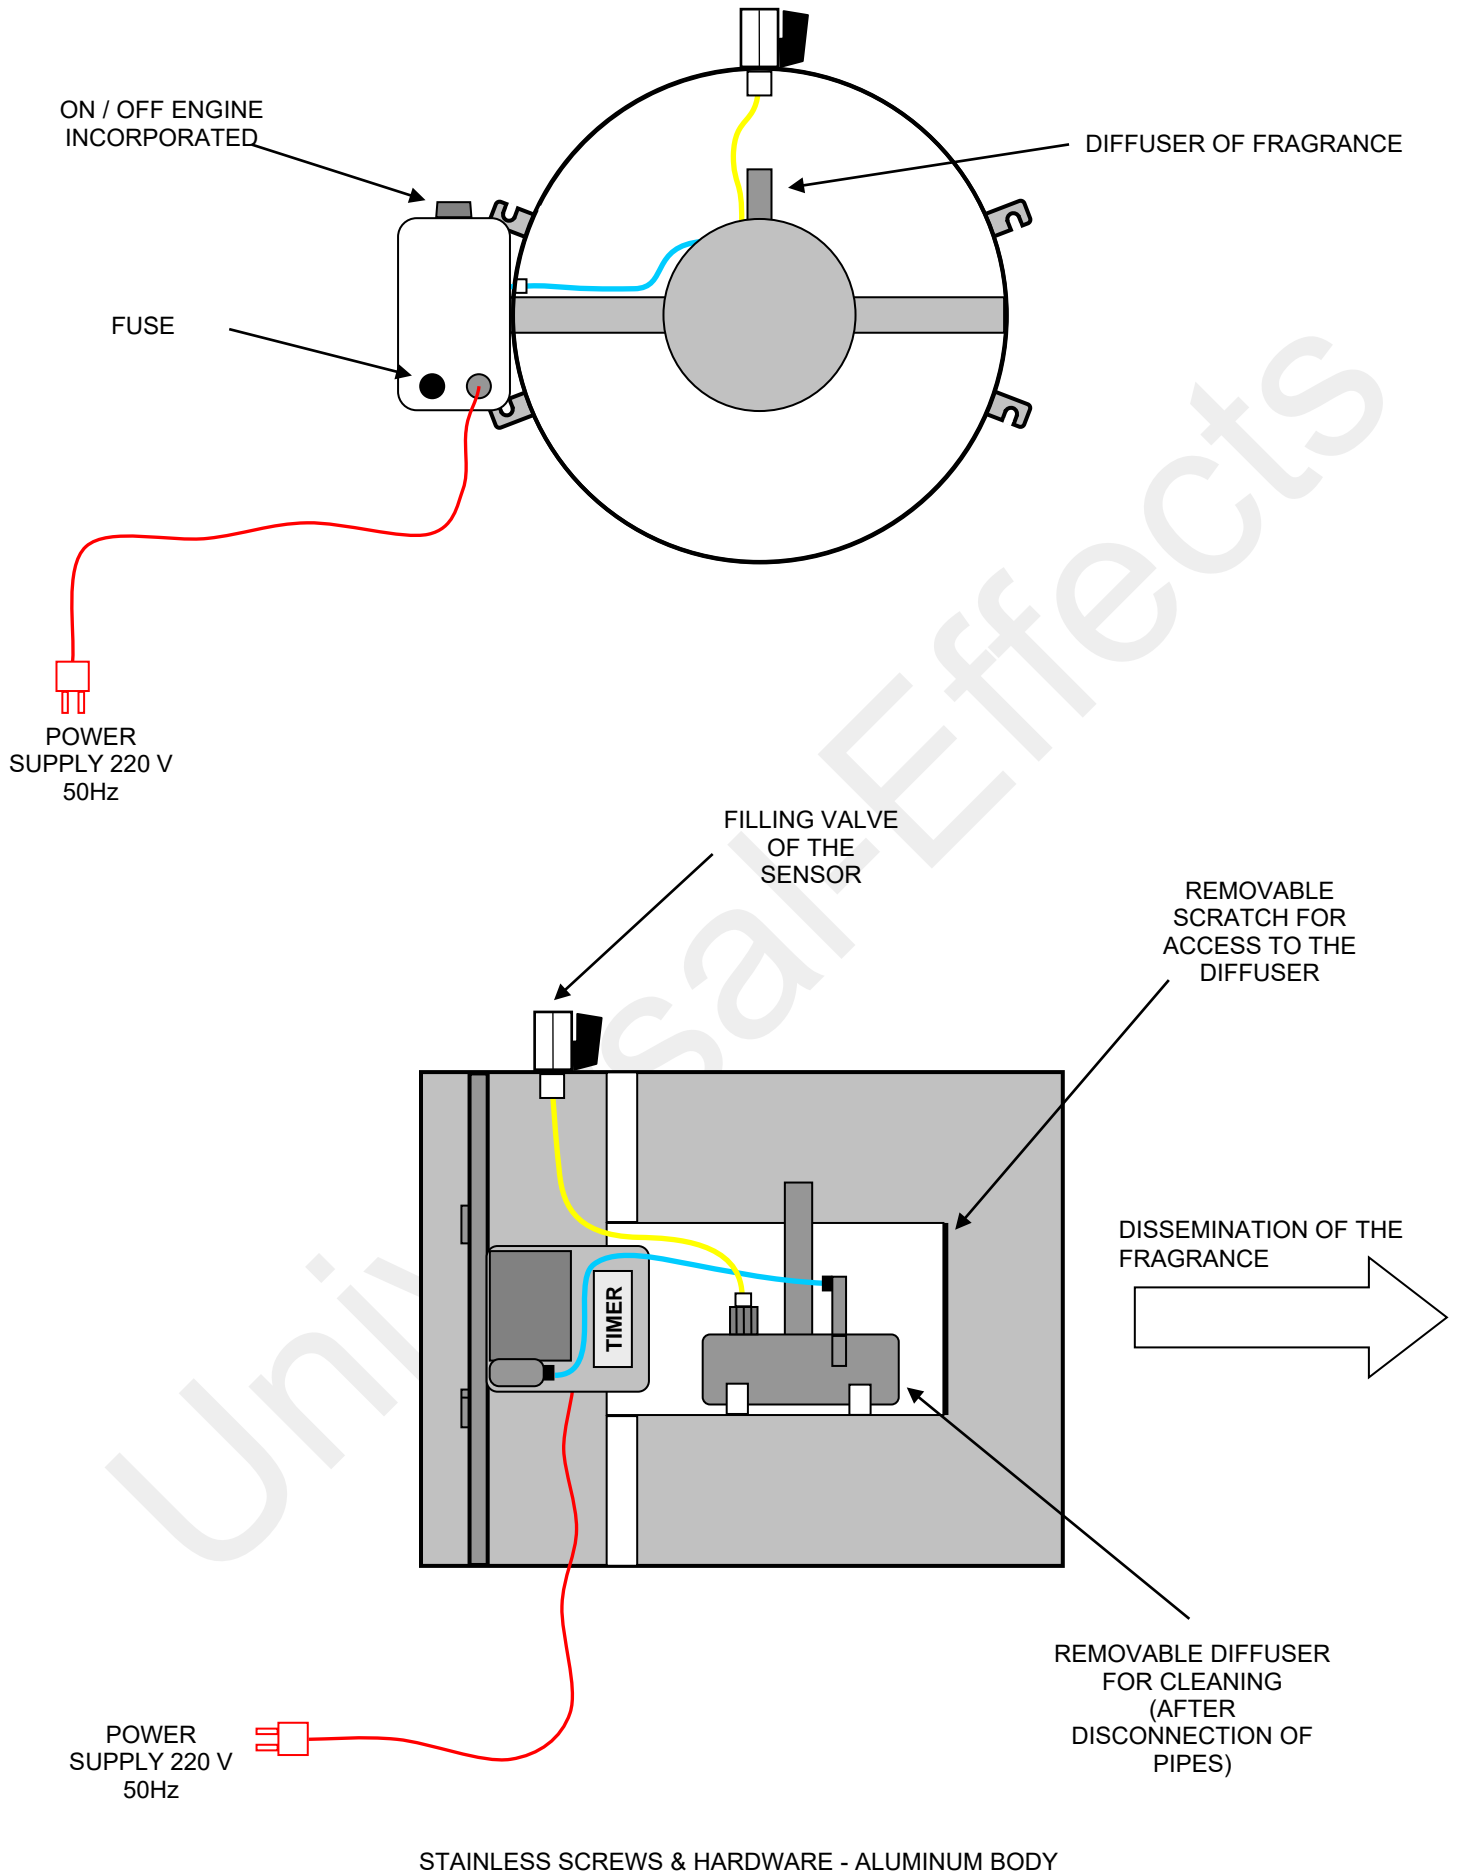 ON / OFF ENGINE
INCORPORATED
DIFFUSER OF FRAGRANCE
FUSE
POWER
SUPPLY 220 V
50Hz
FILLING VALVE
OF THE
SENSOR
REMOVABLE
SCRATCH FOR
ACCESS TO THE
DIFFUSER
DISSEMINATION OF THE
FRAGRANCE
TIMER
REMOVABLE DIFFUSER
FOR CLEANING
(AFTER
DISCONNECTION OF
PIPES)
POWER
SUPPLY 220 V
50Hz
STAINLESS SCREWS & HARDWARE - ALUMINUM BODY